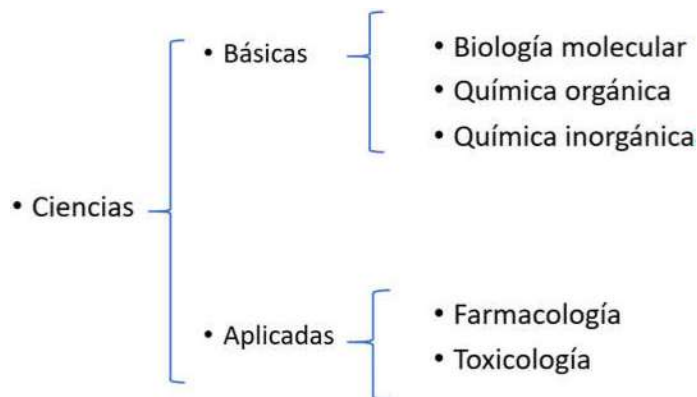 • Ciencias
• Básicas
• Biología molecular
• Química orgánica
• Química inorgánica
• Aplicadas
• Farmacología
• Toxicología